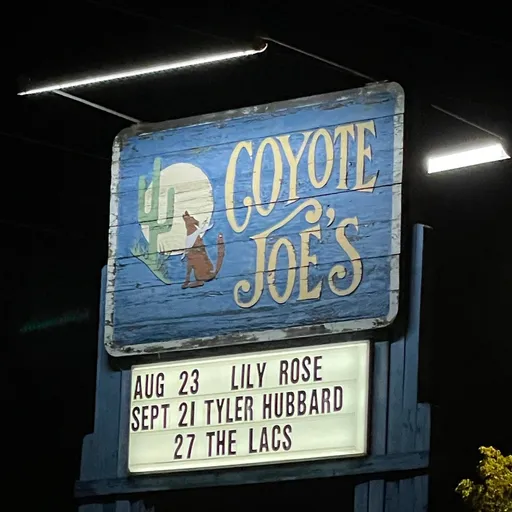 COYOTE
JOE'S
AUG 23 LILY ROSE
SEPT 21 TYLER HUBBARD
27 THE LACS